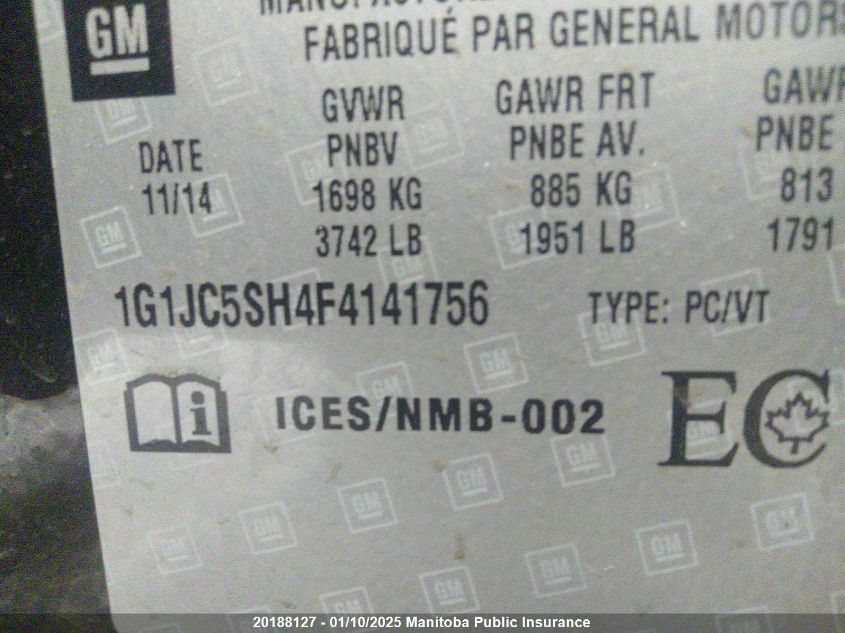 GM
FABRIQUÉ PAR GENERAL MOTORS
GVWR GAWR FRT GAWR
DATE PNBV PNBE AV. PNBE
11/14 1698 KG 885 KG 813
3742 LB 1951 LB 1791
1G1JC5SH4F4141756 TYPE: PC/VT
i ICES/NMB-002 EC
20188127 - 01/10/2025 Manitoba Public Insurance